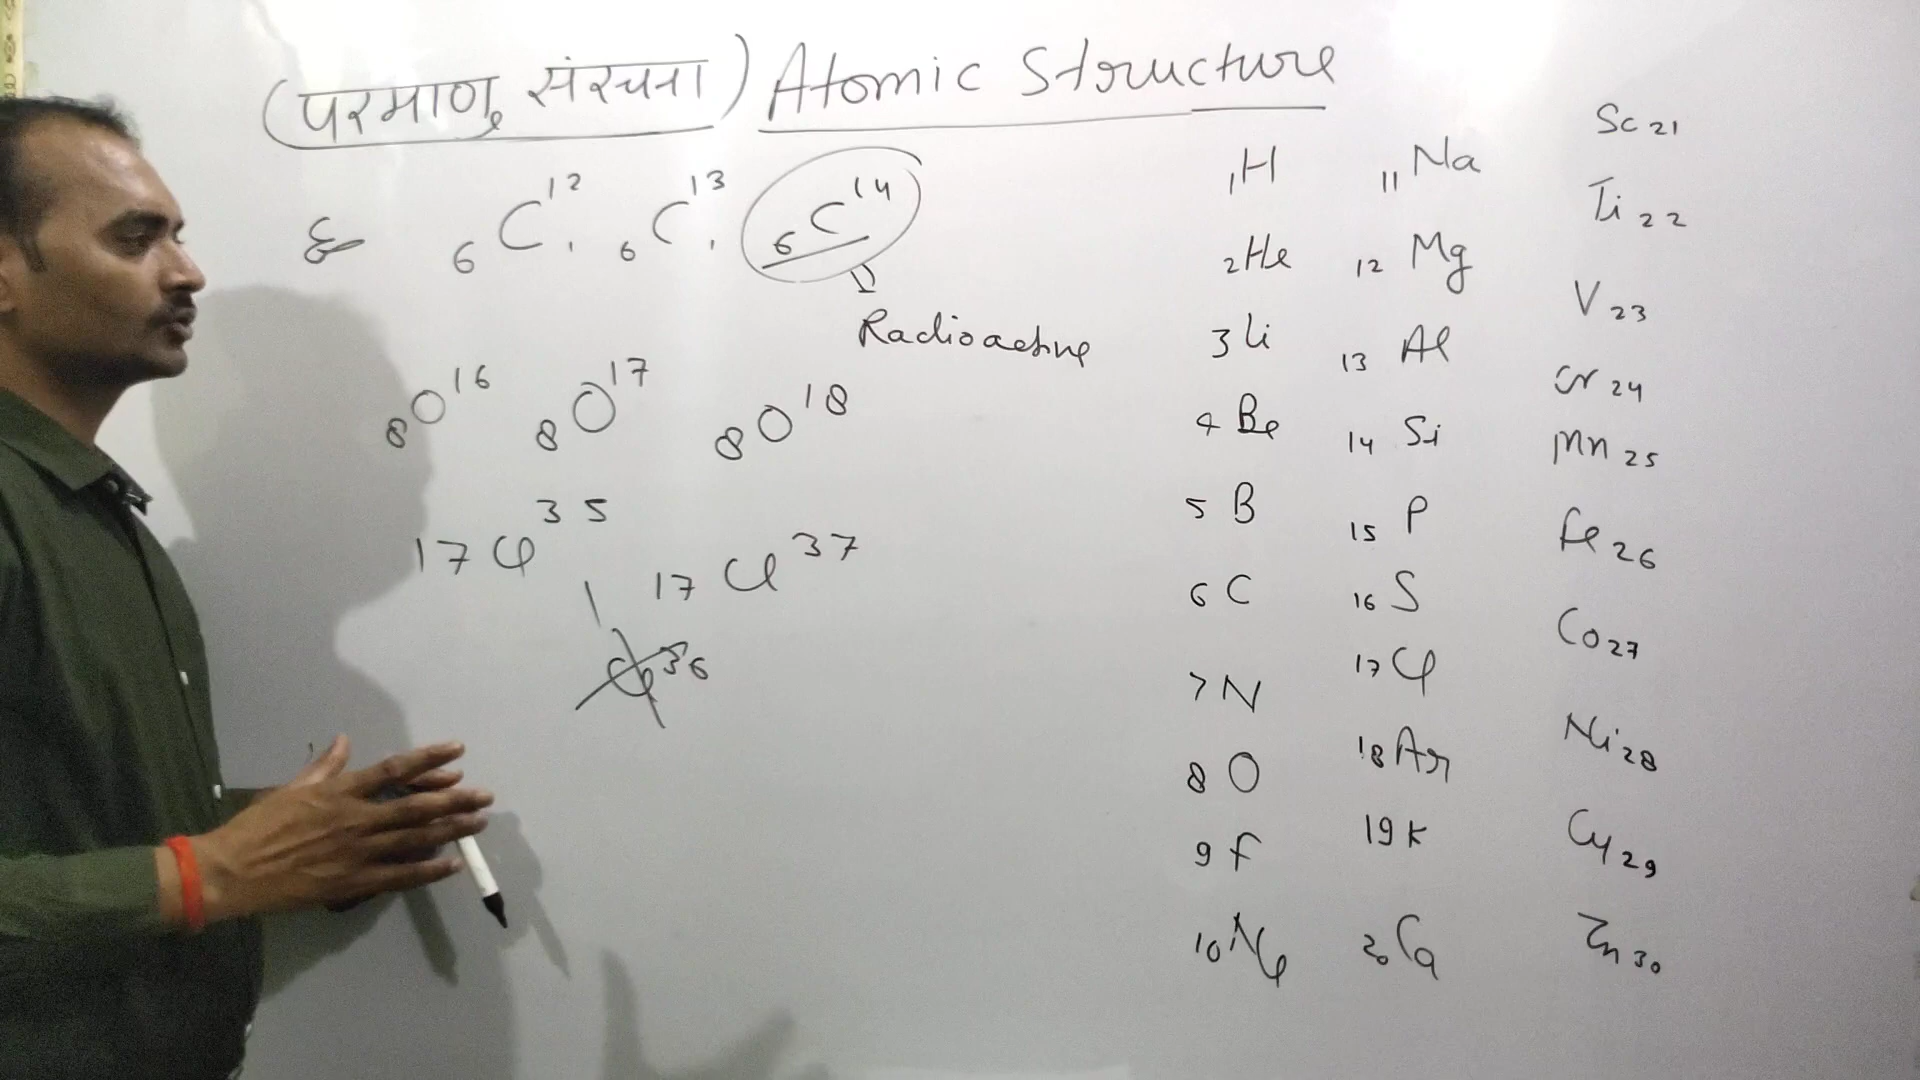 (परमाणु संरचना) Atomic Structure
6C12, 6C13, 6C14
Radioactive
8O16 8O17 8O18
17Cl35 17Cl37
Cl36
1H
2He
3Li
4Be
5B
6C
7N
8O
9F
10Ne
11Na
12Mg
13Al
14Si
15P
16S
17Cl
18Ar
19K
20Ca
Sc21
Ti22
V23
Cr24
Mn25
Fe26
Co27
Ni28
Cu29
Zn30